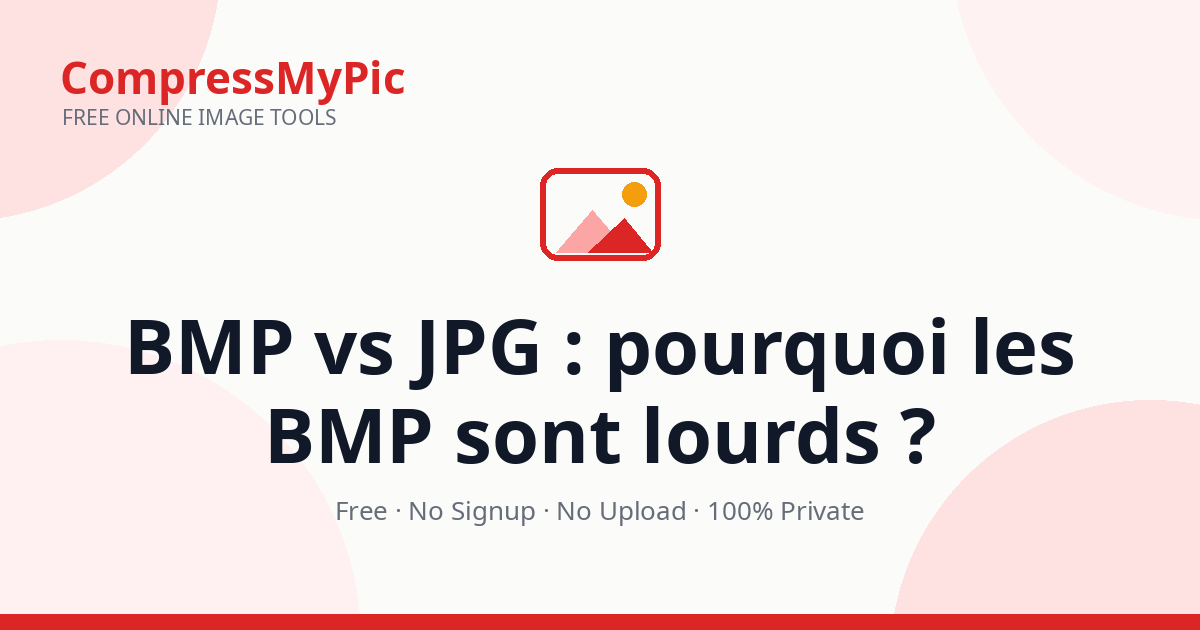 CompressMyPic
FREE ONLINE IMAGE TOOLS
BMP vs JPG : pourquoi les
BMP sont lourds ?
Free · No Signup · No Upload · 100% Private